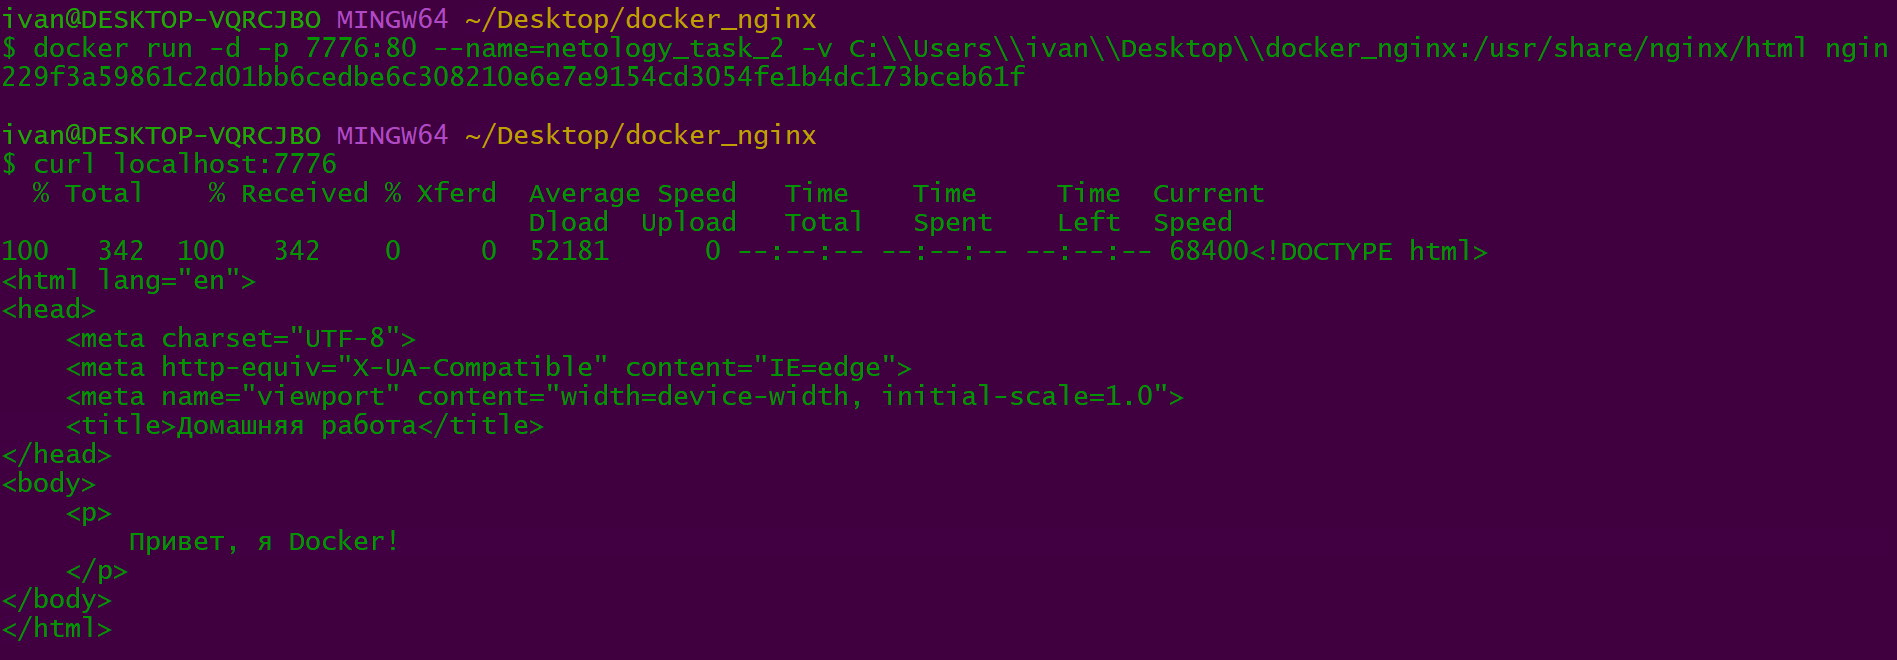 ivan@DESKTOP-VQRCJBO MINGW64 ~/Desktop/docker_nginx
$ docker run -d -p 7776:80 --name=netology_task_2 -v C:\\Users\\ivan\\Desktop\\docker_nginx:/usr/share/nginx/html ngin
229f3a59861c2d01bb6cedbe6c308210e6e7e9154cd3054fe1b4dc173bceb61f
ivan@DESKTOP-VQRCJBO MINGW64 ~/Desktop/docker_nginx
$ curl localhost:7776
  % Total    % Received % Xferd  Average Speed   Time    Time     Time  Current
                                 Dload  Upload   Total   Spent    Left  Speed
100   342  100   342    0     0  52181      0 --:--:-- --:--:-- --:--:-- 68400<!DOCTYPE html>
<html lang="en">
<head>
    <meta charset="UTF-8">
    <meta http-equiv="X-UA-Compatible" content="IE=edge">
    <meta name="viewport" content="width=device-width, initial-scale=1.0">
    <title>Домашняя работа</title>
</head>
<body>
    <p>
        Привет, я Docker!
    </p>
</body>
</html>